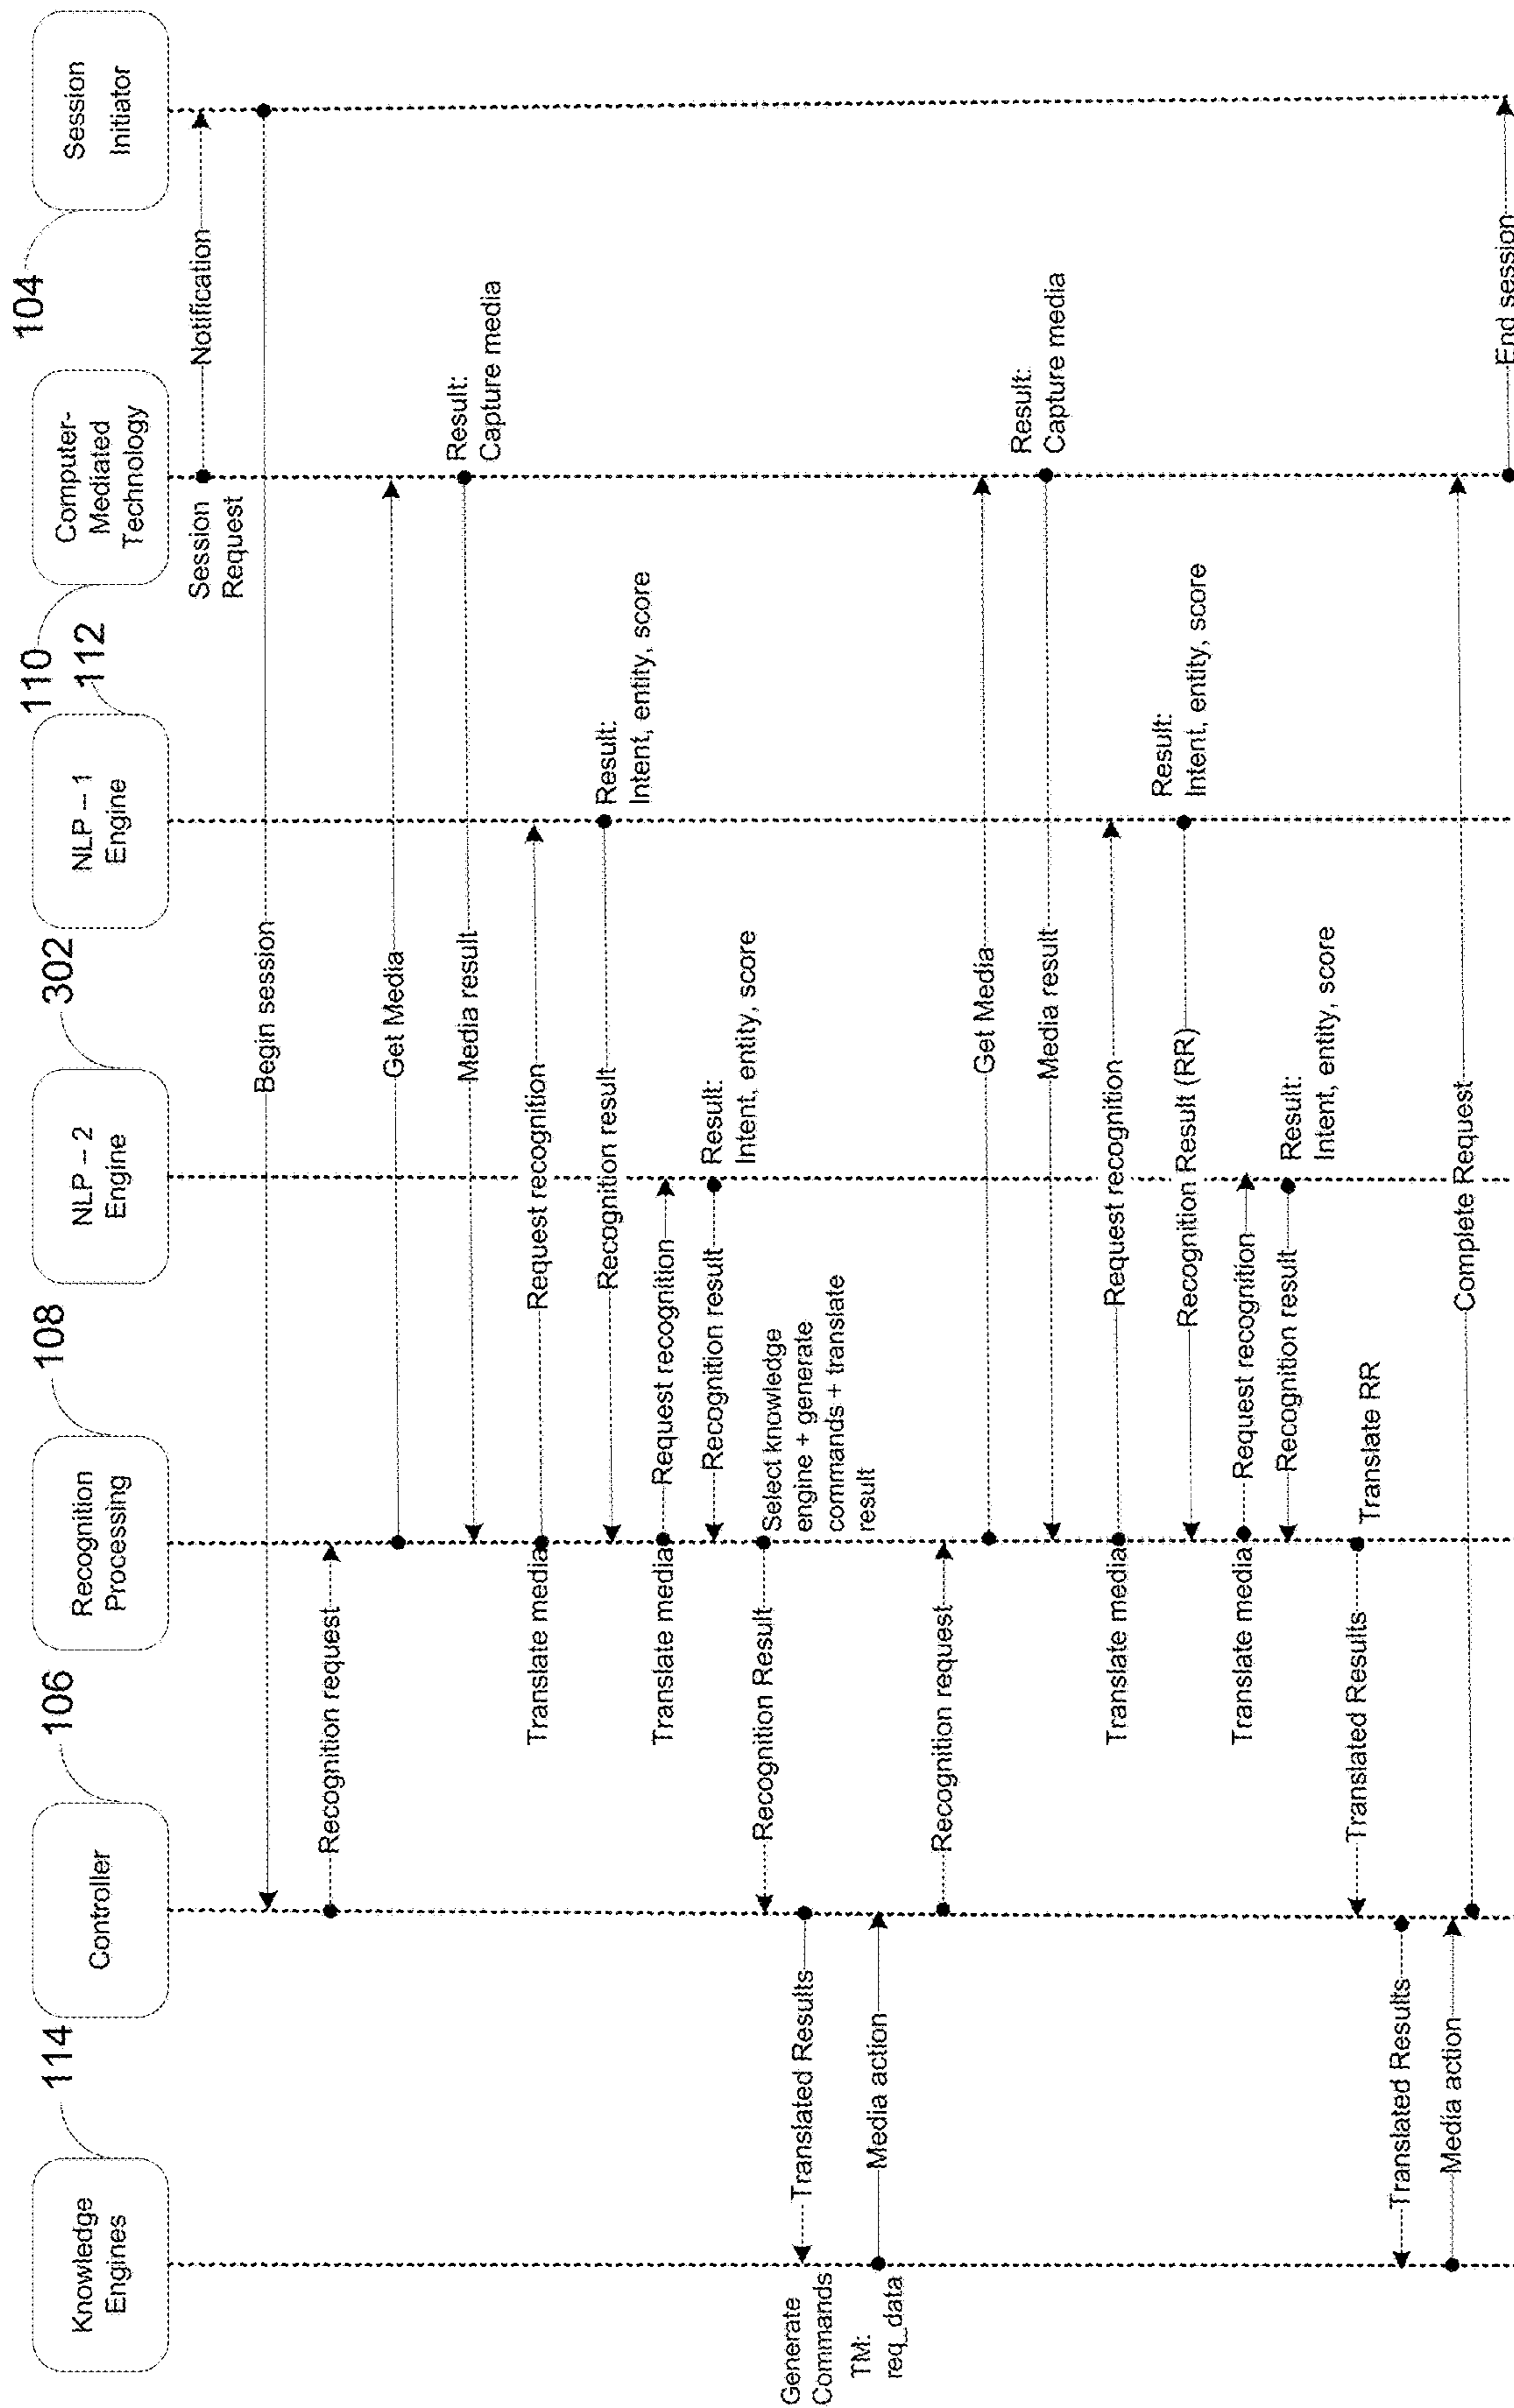 114
106
108
302
110
112
104
Knowledge
Engines
Controller
Recognition
Processing
NLP – 2
Engine
NLP – 1
Engine
Computer-
Mediated
Technology
Session
Initiator
Session
Request
Notification
Begin session
Recognition request
Get Media
Media result
Result:
Capture media
Translate media
Request recognition
Recognition result
Result:
Intent, entity, score
Translate media
Request recognition
Recognition result
Result:
Intent, entity, score
Recognition Result
Select knowledge
engine + generate
commands + translate
result
Generate
Commands
Translated Results
TM:
req_data
Media action
Recognition request
Get Media
Media result
Result:
Capture media
Translate media
Request recognition
Recognition Result (RR)
Result:
Intent, entity, score
Translate media
Request recognition
Recognition result
Result:
Intent, entity, score
Translated Results
Translate RR
Translated Results
Media action
Complete Request
End session